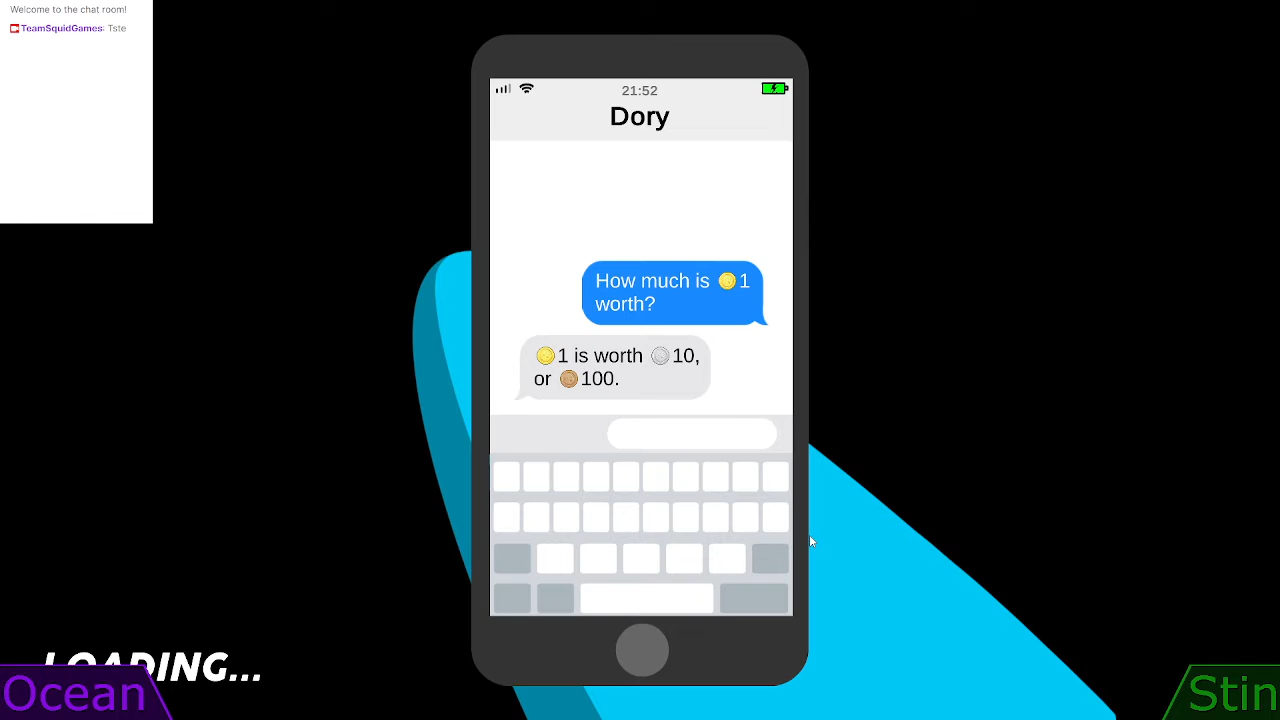 Welcome to the chat room!
TeamSquidGames: Tste
21:52
Dory
How much is 1
worth?
1 is worth 10,
or 100.
LOADING...
Ocean
Stin